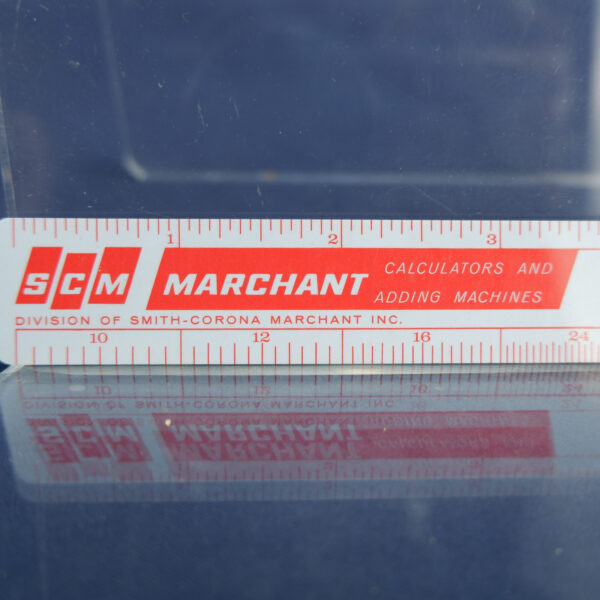 1 2 3
SCM MARCHANT CALCULATORS AND
ADDING MACHINES
DIVISION OF SMITH-CORONA MARCHANT INC.
10 12 16 24